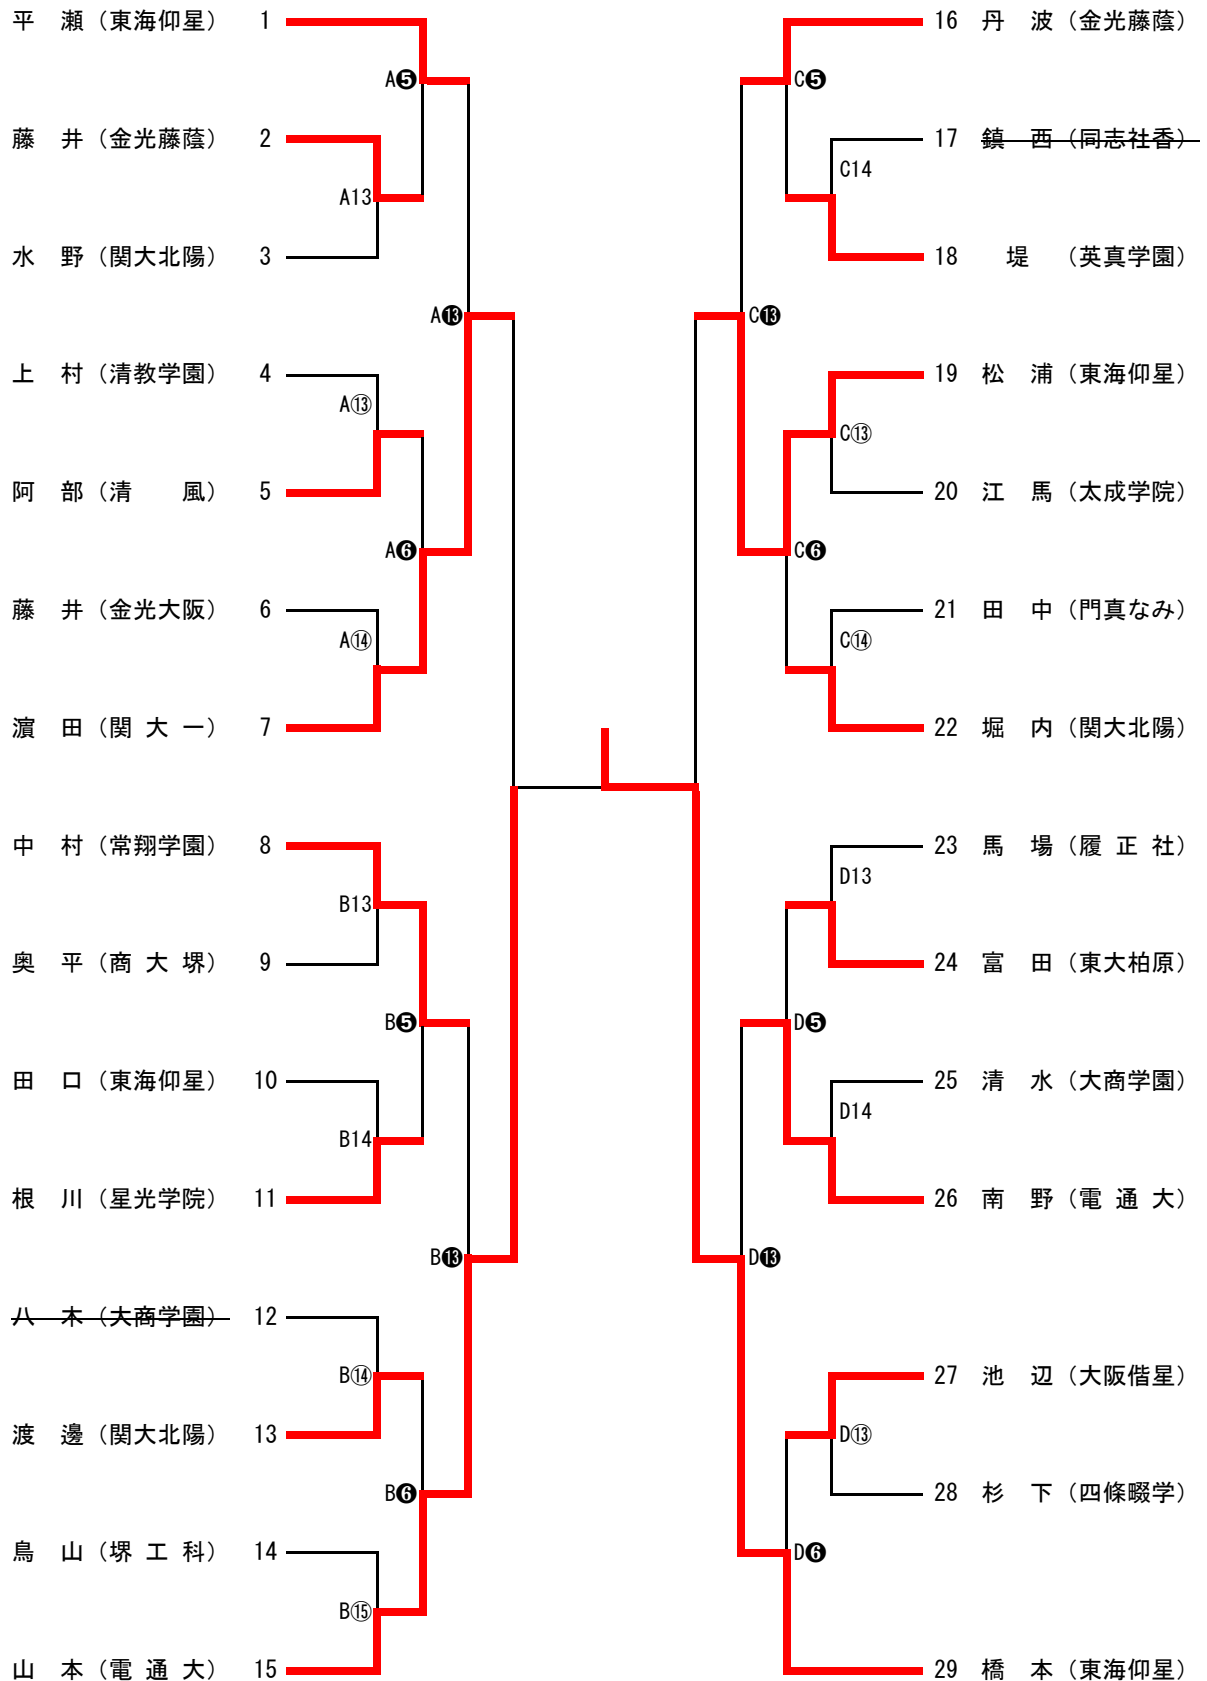 平　瀬（東海仰星）　1
A❺
藤　井（金光藤蔭）　2
A13
水　野（関大北陽）　3
A⓭
上　村（清教学園）　4
A⑬
阿　部（清　　風）　5
A❻
藤　井（金光大阪）　6
A⑭
濵　田（関 大 一）　7
中　村（常翔学園）　8
B13
奥　平（商 大 堺）　9
B❺
田　口（東海仰星）　10
B14
根　川（星光学院）　11
B⓭
八　木（大商学園）　12
B⑭
渡　邊（関大北陽）　13
B❻
鳥　山（堺 工 科）　14
B⑮
山　本（電 通 大）　15
16　丹　波（金光藤蔭）
C❺
17　鎮　西（同志社香）
C14
18　堤　（英真学園）
C⓭
19　松　浦（東海仰星）
C⑬
20　江　馬（太成学院）
C❻
21　田　中（門真なみ）
C⑭
22　堀　内（関大北陽）
23　馬　場（履 正 社）
D13
24　富　田（東大柏原）
D❺
25　清　水（大商学園）
D14
26　南　野（電 通 大）
D⓭
27　池　辺（大阪偕星）
D⑬
28　杉　下（四條畷学）
D❻
29　橋　本（東海仰星）